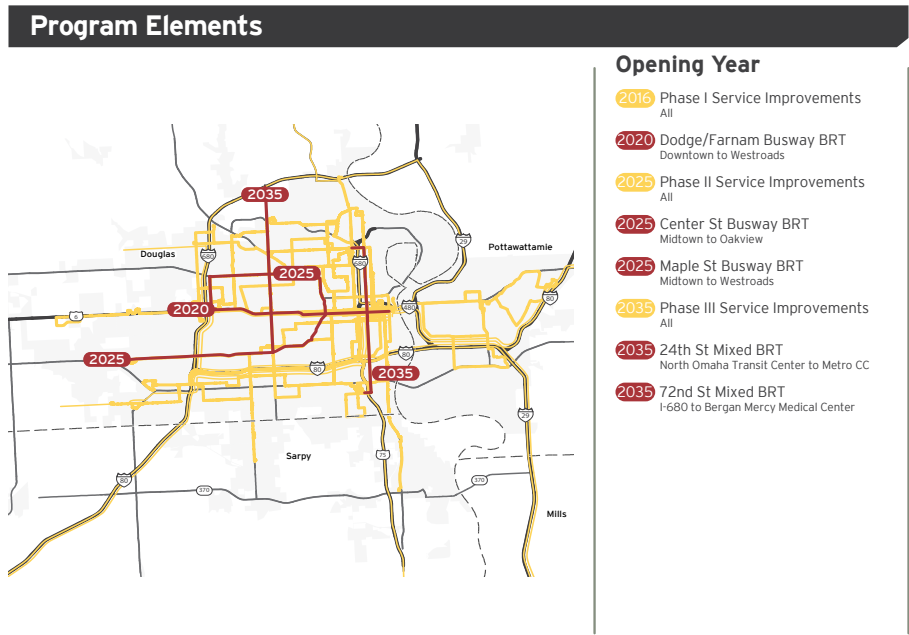 Program Elements
Opening Year
2016 Phase I Service Improvements
All
2020 Dodge/Farnam Busway BRT
Downtown to Westroads
2025 Phase II Service Improvements
All
2025 Center St Busway BRT
Midtown to Oakview
2025 Maple St Busway BRT
Midtown to Westroads
2035 Phase III Service Improvements
All
2035 24th St Mixed BRT
North Omaha Transit Center to Metro CC
2035 72nd St Mixed BRT
I-680 to Bergan Mercy Medical Center
2035
29
Pottawattamie
Douglas
680
680
2025
80
480
2020
6
80
2025
80
2035
29
Sarpy
75
80
370
370
Mills